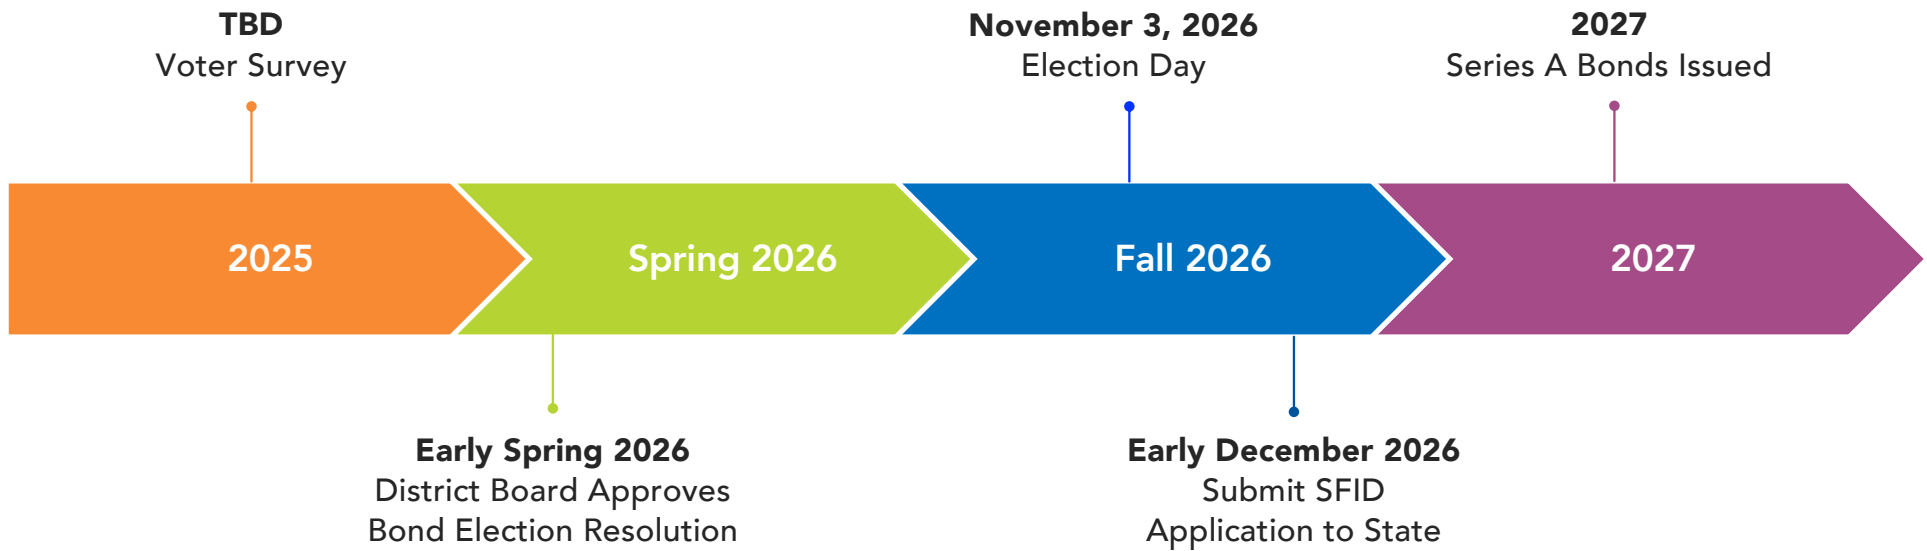 TBD
Voter Survey
November 3, 2026
Election Day
2027
Series A Bonds Issued
2025
Spring 2026
Fall 2026
2027
Early Spring 2026
District Board Approves
Bond Election Resolution
Early December 2026
Submit SFID
Application to State